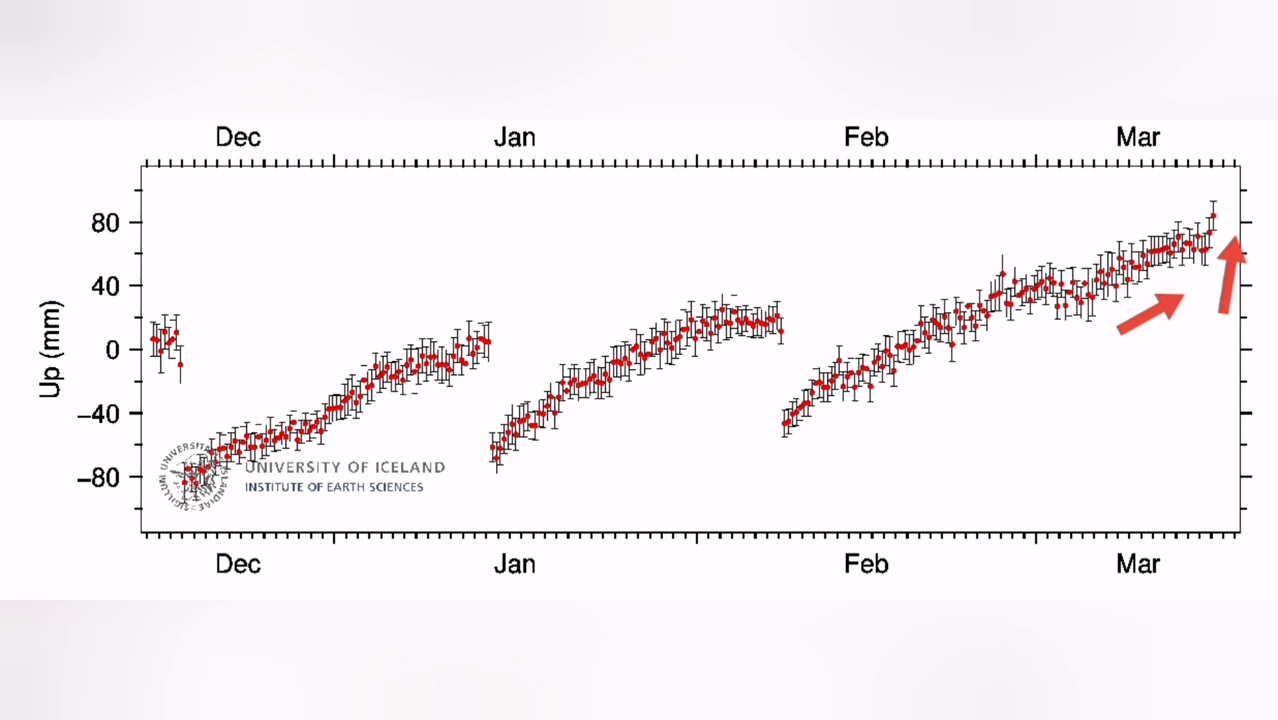 Dec Jan Feb Mar
80
40
0
−40
−80
Up (mm)
UNIVERSITY OF ICELAND
INSTITUTE OF EARTH SCIENCES
Dec Jan Feb Mar